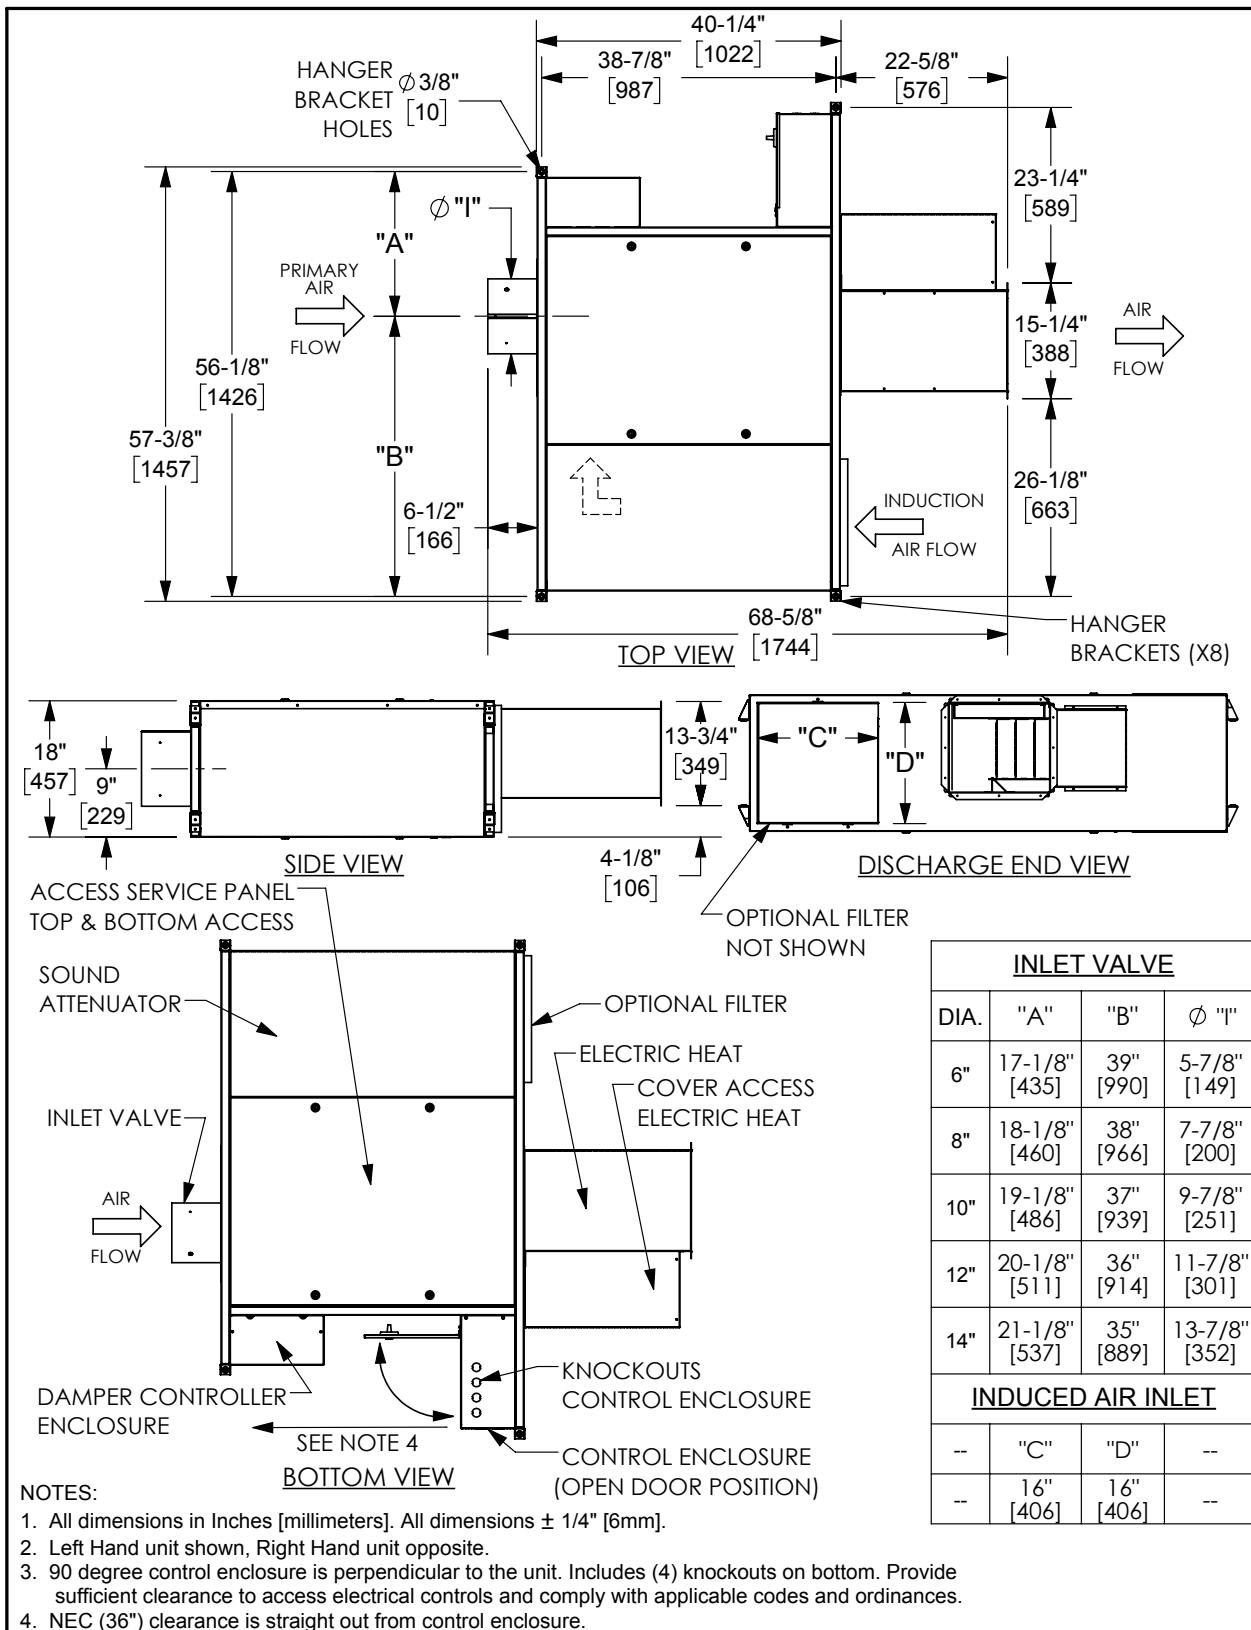 40-1/4"
[1022]
38-7/8"
[987]
22-5/8"
[576]
HANGER
BRACKET
HOLES
Ø 3/8"
[10]
23-1/4"
[589]
Ø "I"
"A"
PRIMARY
AIR
FLOW
15-1/4"
[388]
AIR
FLOW
56-1/8"
[1426]
57-3/8"
[1457]
"B"
6-1/2"
[166]
26-1/8"
[663]
INDUCTION
AIR FLOW
68-5/8"
[1744]
TOP VIEW
HANGER
BRACKETS (X8)
18"
[457]
9"
[229]
13-3/4"
[349]
"C"
"D"
4-1/8"
[106]
SIDE VIEW
DISCHARGE END VIEW
OPTIONAL FILTER
NOT SHOWN
ACCESS SERVICE PANEL
TOP & BOTTOM ACCESS
SOUND
ATTENUATOR
OPTIONAL FILTER
ELECTRIC HEAT
COVER ACCESS
ELECTRIC HEAT
INLET VALVE
AIR
FLOW
DAMPER CONTROLLER
ENCLOSURE
KNOCKOUTS
CONTROL ENCLOSURE
SEE NOTE 4
CONTROL ENCLOSURE
(OPEN DOOR POSITION)
BOTTOM VIEW
INLET VALVE
DIA. "A" "B" Ø "I"
6" 17-1/8" 39" 5-7/8"
[435] [990] [149]
8" 18-1/8" 38" 7-7/8"
[460] [966] [200]
10" 19-1/8" 37" 9-7/8"
[486] [939] [251]
12" 20-1/8" 36" 11-7/8"
[511] [914] [301]
14" 21-1/8" 35" 13-7/8"
[537] [889] [352]
INDUCED AIR INLET
-- "C" "D" --
-- 16" 16" --
[406] [406]
NOTES:
1. All dimensions in Inches [millimeters]. All dimensions ± 1/4" [6mm].
2. Left Hand unit shown, Right Hand unit opposite.
3. 90 degree control enclosure is perpendicular to the unit. Includes (4) knockouts on bottom. Provide
sufficient clearance to access electrical controls and comply with applicable codes and ordinances.
4. NEC (36") clearance is straight out from control enclosure.